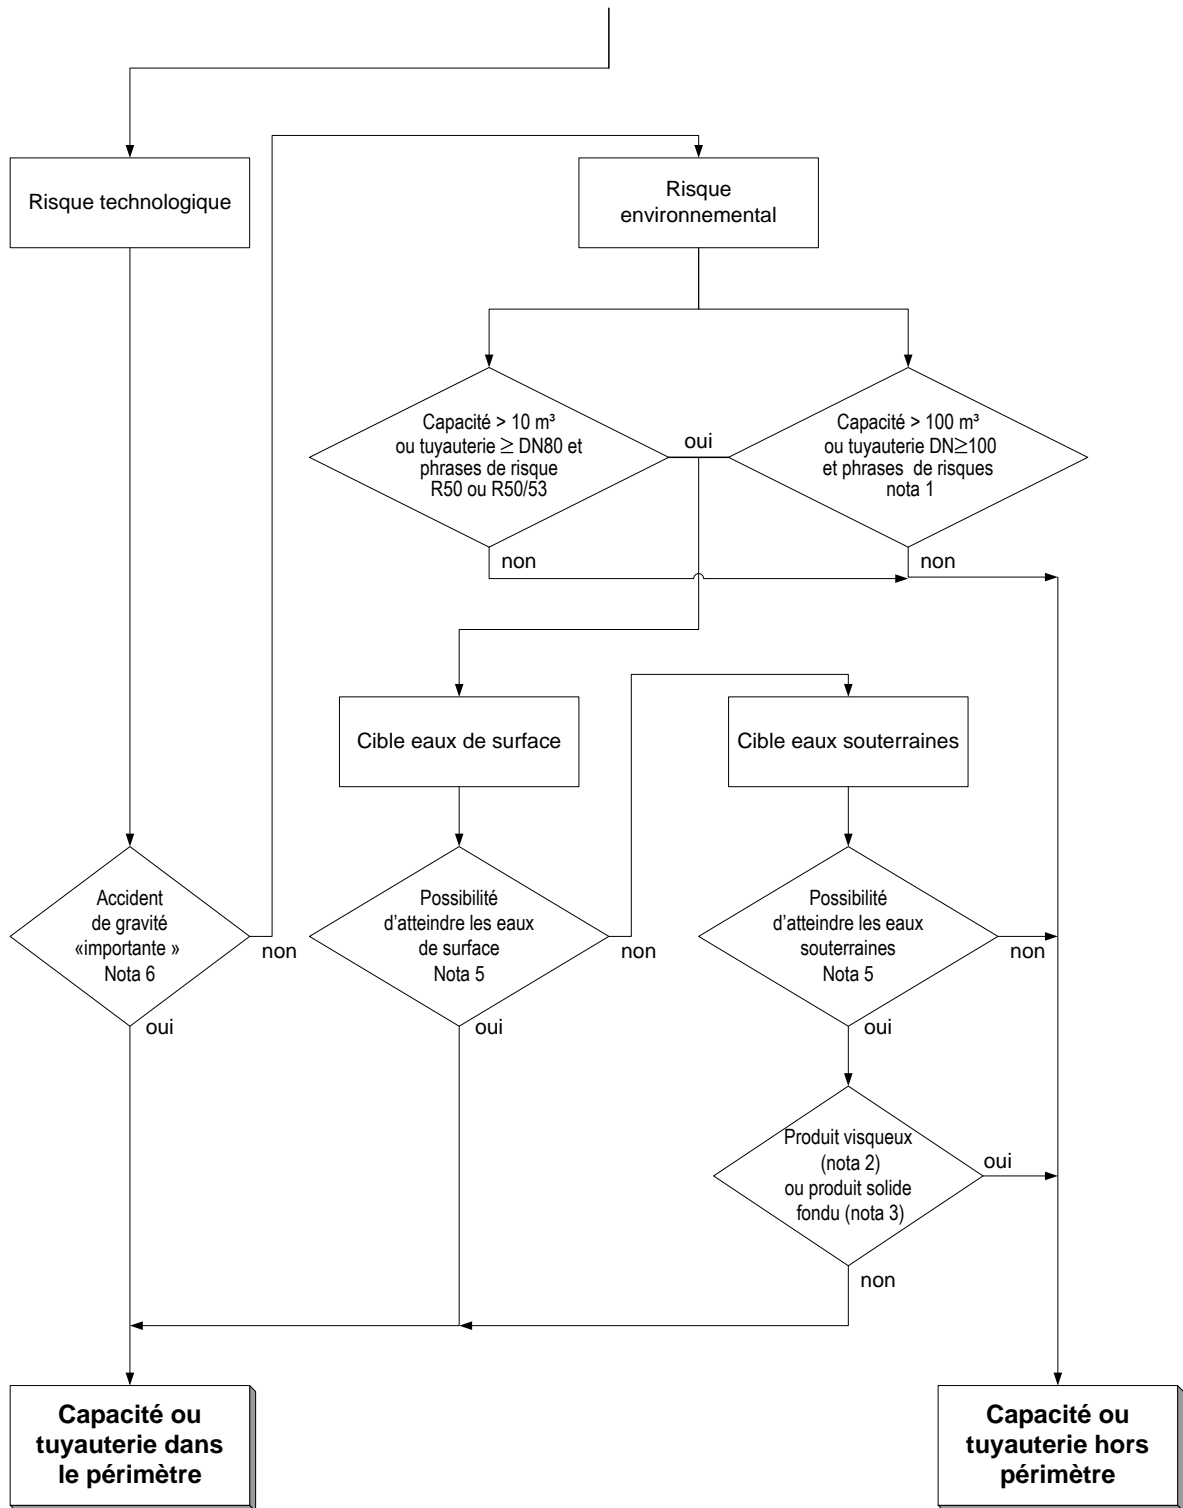 Risque technologique
Risque
environnemental
Capacité > 10 m³
ou tuyauterie ≥ DN80 et
phrases de risque
R50 ou R50/53
oui
Capacité > 100 m³
ou tuyauterie DN≥100
et phrases de risques
nota 1
non
non
Cible eaux de surface
Cible eaux souterraines
Accident
de gravité
«importante »
Nota 6
non
oui
Possibilité
d'atteindre les eaux
de surface
Nota 5
non
oui
Possibilité
d'atteindre les eaux
souterraines
Nota 5
non
oui
Produit visqueux
(nota 2)
ou produit solide
fondu (nota 3)
oui
non
Capacité ou
tuyauterie dans
le périmètre
Capacité ou
tuyauterie hors
périmètre